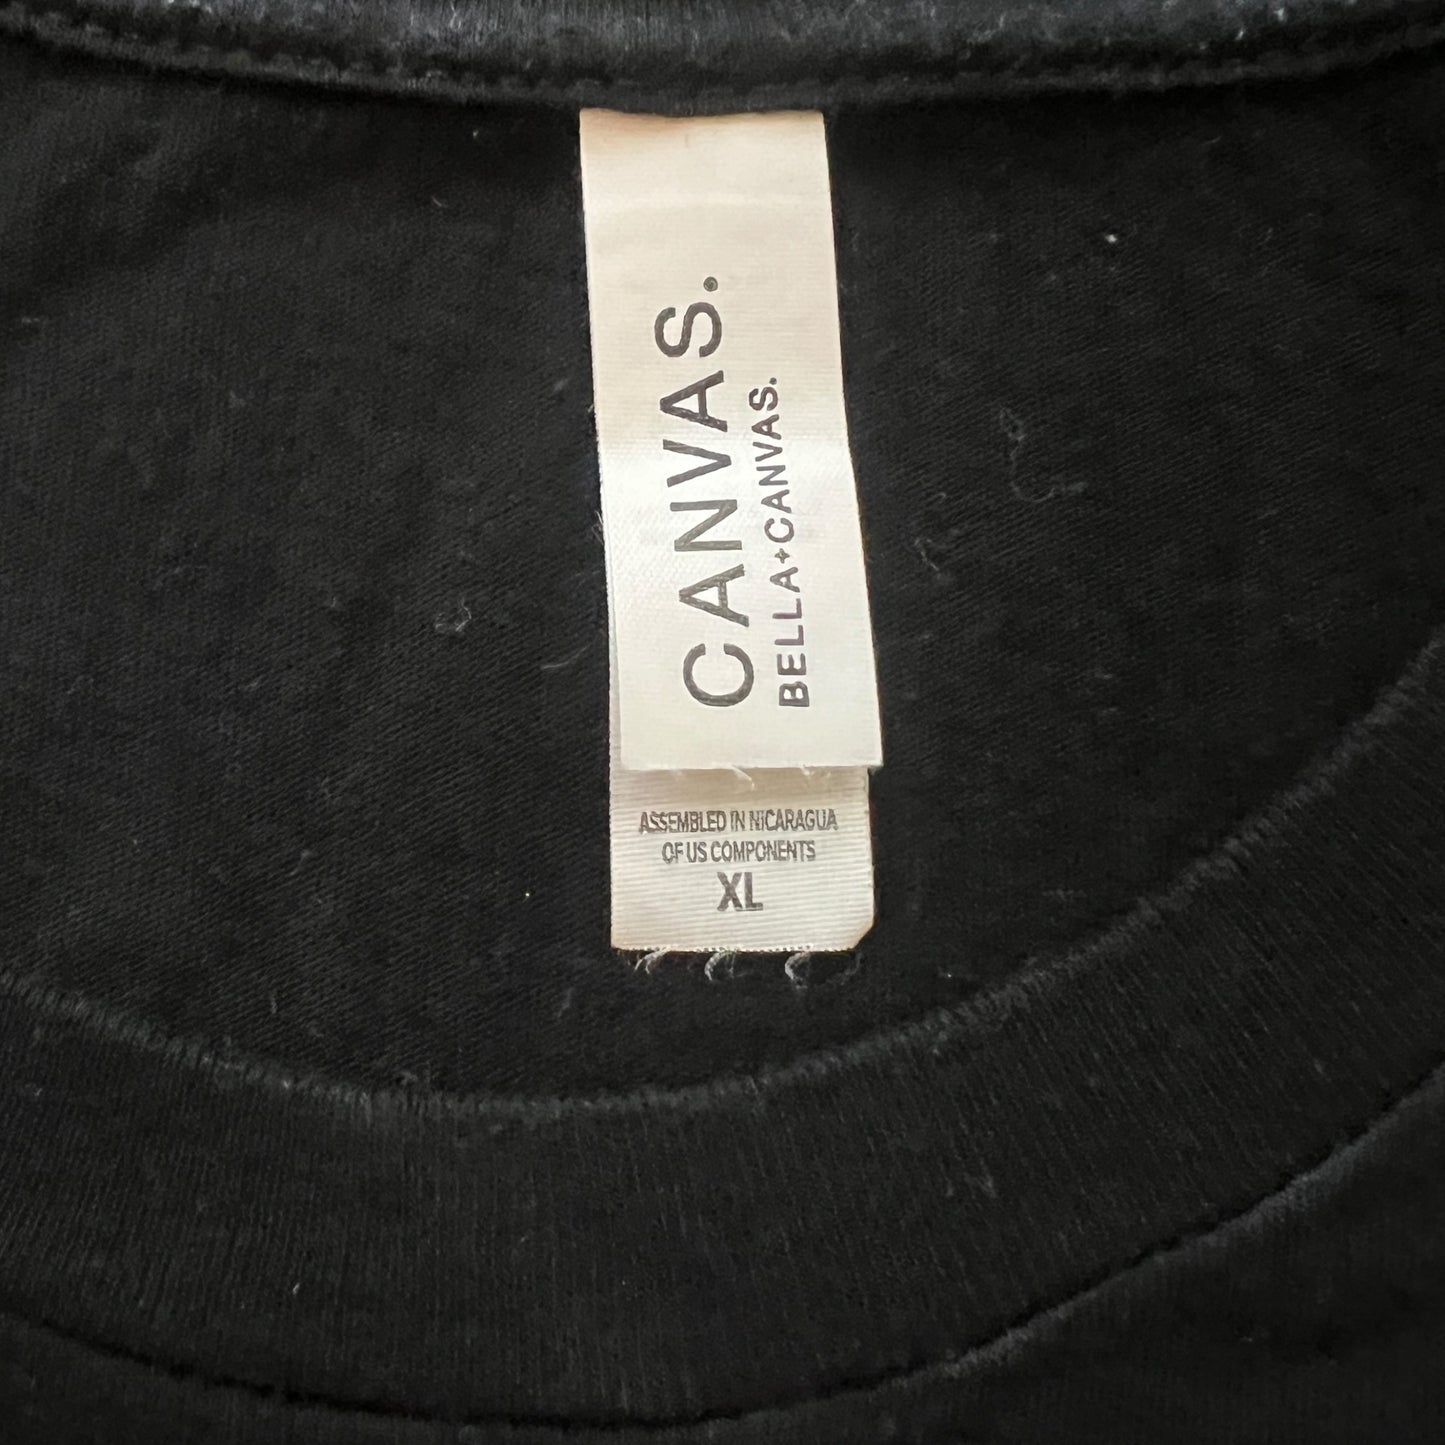 CANVAS.
BELLA+CANVAS.
ASSEMBLED IN NICARAGUA
OF US COMPONENTS
XL